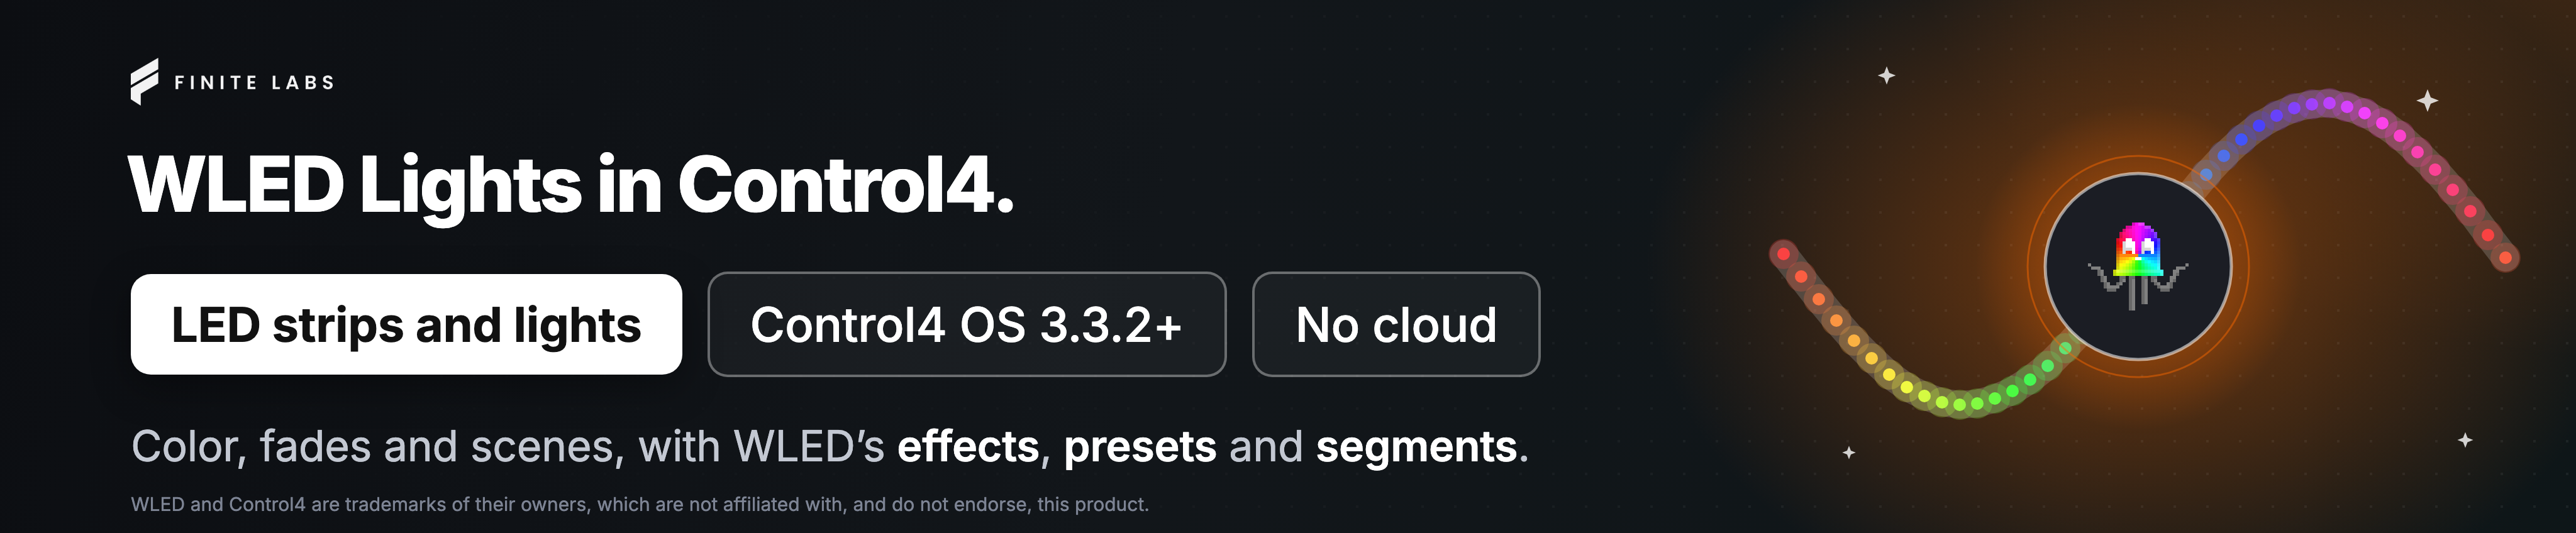 FINITE LABS
WLED Lights in Control4.
LED strips and lights
Control4 OS 3.3.2+
No cloud
Color, fades and scenes, with WLED’s effects, presets and segments.
WLED and Control4 are trademarks of their owners, which are not affiliated with, and do not endorse, this product.